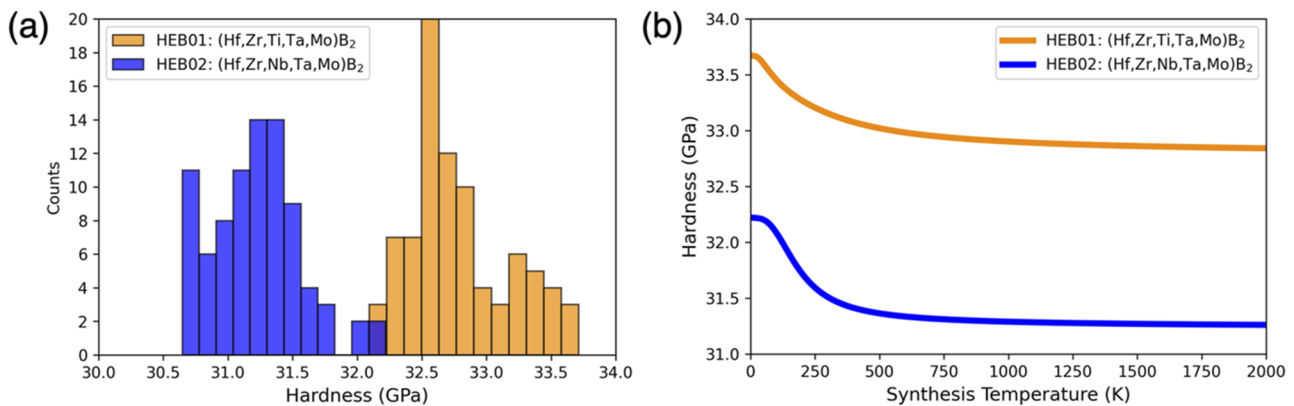 (a)
20
18
16
14
12
10
8
6
4
2
0
Counts
HEB01: (Hf,Zr,Ti,Ta,Mo)B2
HEB02: (Hf,Zr,Nb,Ta,Mo)B2
30.0 30.5 31.0 31.5 32.0 32.5 33.0 33.5 34.0
Hardness (GPa)
(b)
34.0
33.5
33.0
32.5
32.0
31.5
31.0
Hardness (GPa)
HEB01: (Hf,Zr,Ti,Ta,Mo)B2
HEB02: (Hf,Zr,Nb,Ta,Mo)B2
0 250 500 750 1000 1250 1500 1750 2000
Synthesis Temperature (K)